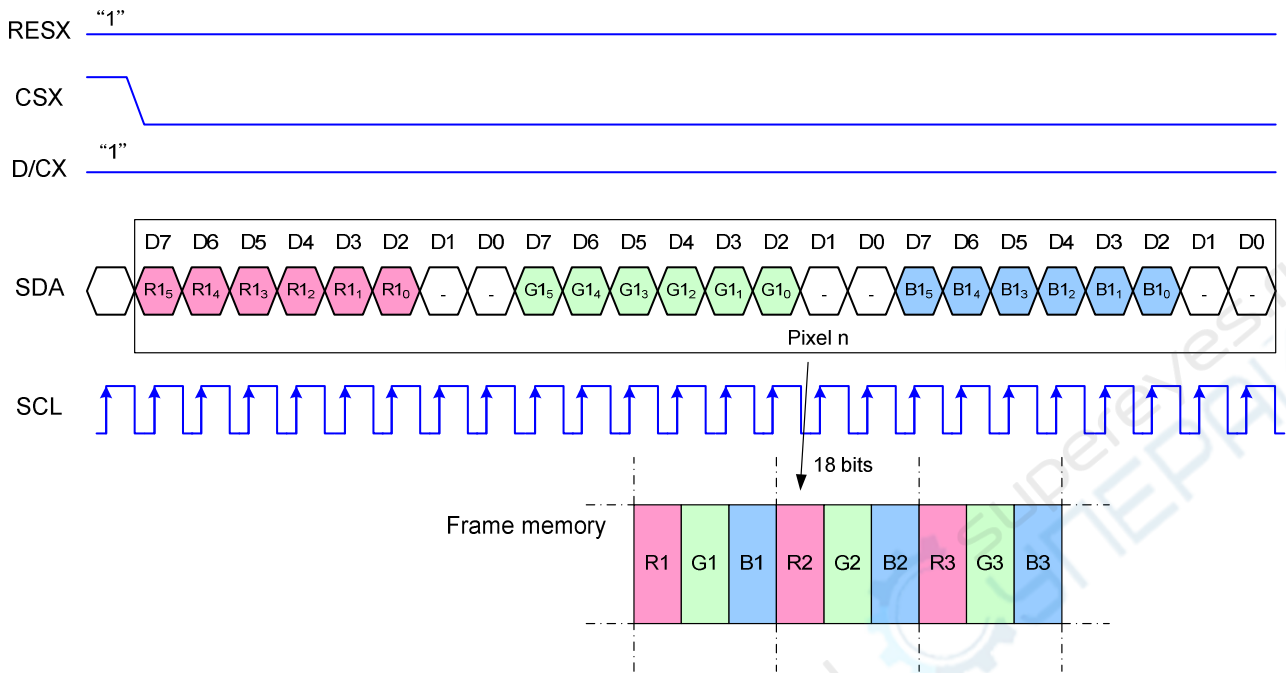 RESX “1”
CSX
D/CX “1”
D7 D6 D5 D4 D3 D2 D1 D0 D7 D6 D5 D4 D3 D2 D1 D0 D7 D6 D5 D4 D3 D2 D1 D0
SDA R1₅ R1₄ R1₃ R1₂ R1₁ R1₀ - - G1₅ G1₄ G1₃ G1₂ G1₁ G1₀ - - B1₅ B1₄ B1₃ B1₂ B1₁ B1₀ - -
Pixel n
SCL
18 bits
Frame memory
R1 G1 B1 R2 G2 B2 R3 G3 B3